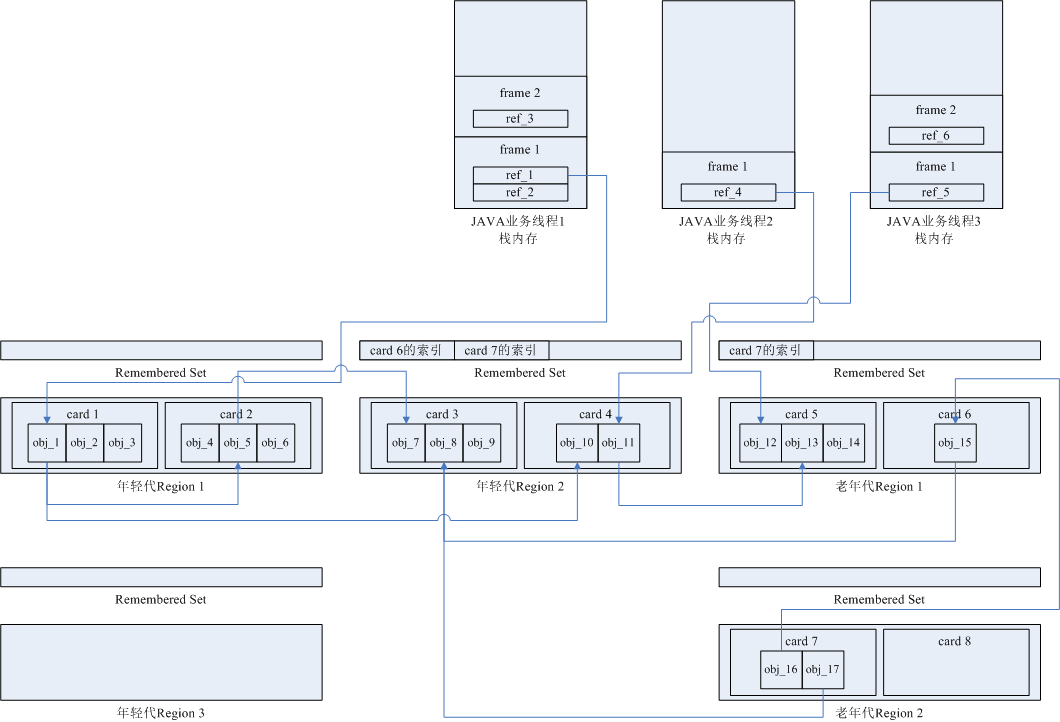 frame 2
ref_3
frame 1
ref_1
ref_2
JAVA业务线程1
栈内存
frame 1
ref_4
JAVA业务线程2
栈内存
frame 2
ref_6
frame 1
ref_5
JAVA业务线程3
栈内存
Remembered Set
card 6的索引 card 7的索引
Remembered Set
card 7的索引
Remembered Set
card 1
obj_1 obj_2 obj_3
card 2
obj_4 obj_5 obj_6
年轻代Region 1
card 3
obj_7 obj_8 obj_9
card 4
obj_10 obj_11
年轻代Region 2
card 5
obj_12 obj_13 obj_14
card 6
obj_15
老年代Region 1
Remembered Set
年轻代Region 3
Remembered Set
card 7
obj_16 obj_17
card 8
老年代Region 2